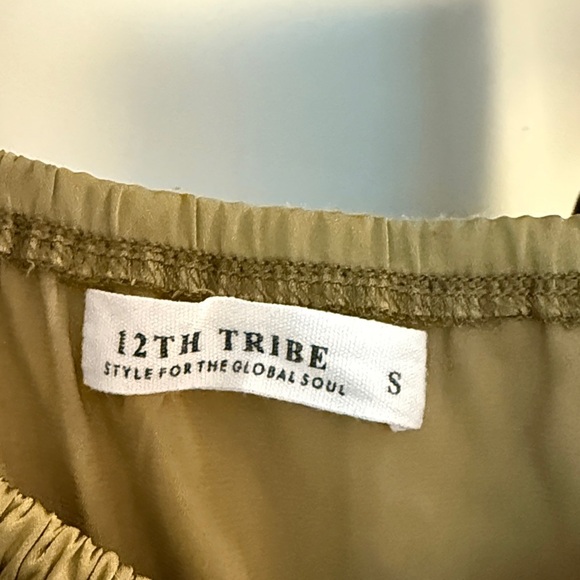 12TH TRIBE
STYLE FOR THE GLOBAL SOUL
S